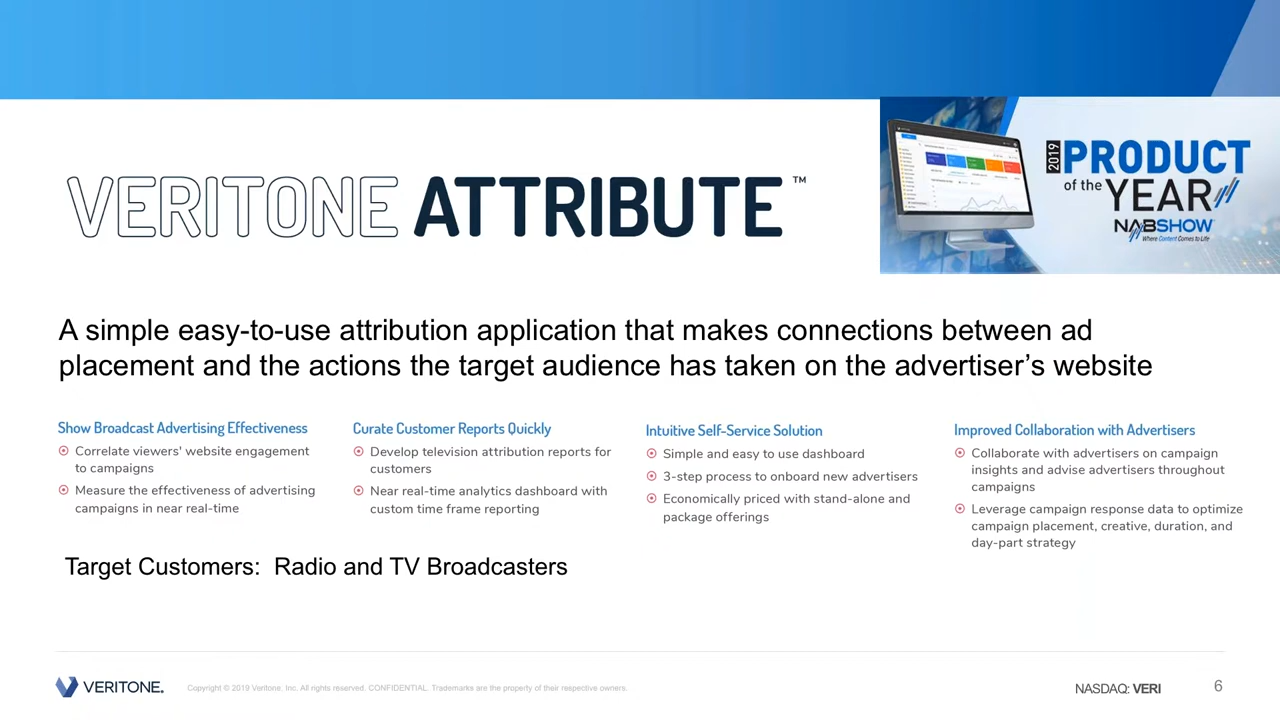 2019 PRODUCT
of the YEAR
NABSHOW
Where Content Comes to Life
VERITONE ATTRIBUTE ™
A simple easy-to-use attribution application that makes connections between ad
placement and the actions the target audience has taken on the advertiser’s website
Show Broadcast Advertising Effectiveness
Correlate viewers' website engagement
to campaigns
Measure the effectiveness of advertising
campaigns in near real-time
Curate Customer Reports Quickly
Develop television attribution reports for
customers
Near real-time analytics dashboard with
custom time frame reporting
Intuitive Self-Service Solution
Simple and easy to use dashboard
3-step process to onboard new advertisers
Economically priced with stand-alone and
package offerings
Improved Collaboration with Advertisers
Collaborate with advertisers on campaign
insights and advise advertisers throughout
campaigns
Leverage campaign response data to optimize
campaign placement, creative, duration, and
day-part strategy
Target Customers: Radio and TV Broadcasters
VERITONE.
Copyright © 2019 Veritone, Inc. All rights reserved. CONFIDENTIAL. Trademarks are the property of their respective owners.
NASDAQ: VERI
6